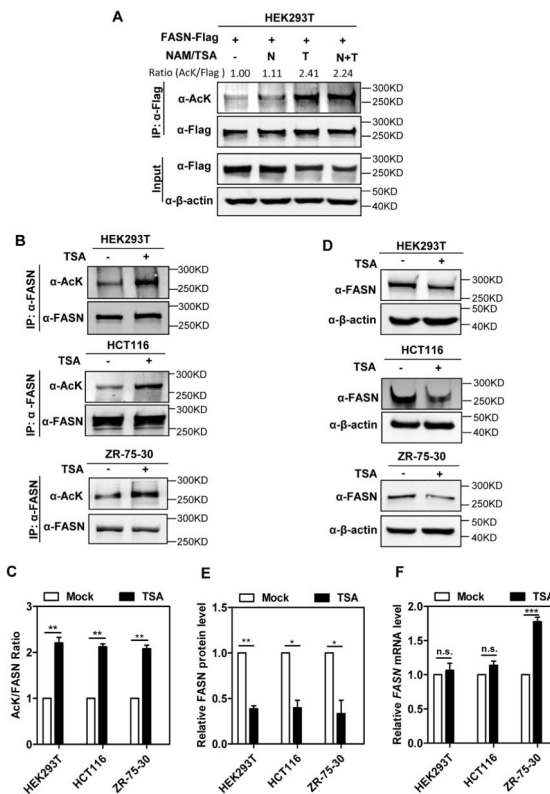 A
HEK293T
FASN-Flag + + + +
NAM/TSA - N T N+T
Ratio (AcK/Flag) 1.00 1.11 2.41 2.24
IP: α-Flag
α-AcK
300KD
250KD
α-Flag
300KD
250KD
Input
α-Flag
300KD
250KD
α-β-actin
50KD
40KD
B
HEK293T
TSA - +
IP: α-FASN
α-AcK
300KD
250KD
α-FASN
300KD
250KD
HCT116
TSA - +
IP: α-FASN
α-AcK
300KD
250KD
α-FASN
300KD
250KD
ZR-75-30
TSA - +
IP: α-FASN
α-AcK
300KD
250KD
α-FASN
300KD
250KD
D
HEK293T
TSA - +
α-FASN
300KD
250KD
α-β-actin
50KD
40KD
HCT116
TSA - +
α-FASN
300KD
250KD
α-β-actin
50KD
40KD
ZR-75-30
TSA - +
α-FASN
300KD
250KD
α-β-actin
50KD
40KD
C
Mock TSA
AcK/FASN Ratio
3
2
1
0
** ** **
HEK293T
HCT116
ZR-75-30
E
Mock TSA
Relative FASN protein level
1.5
1.0
0.5
0.0
** * *
HEK293T
HCT116
ZR-75-30
F
Mock TSA
Relative FASN mRNA level
2.0
1.5
1.0
0.5
0.0
n.s. n.s. ***
HEK293T
HCT116
ZR-75-30